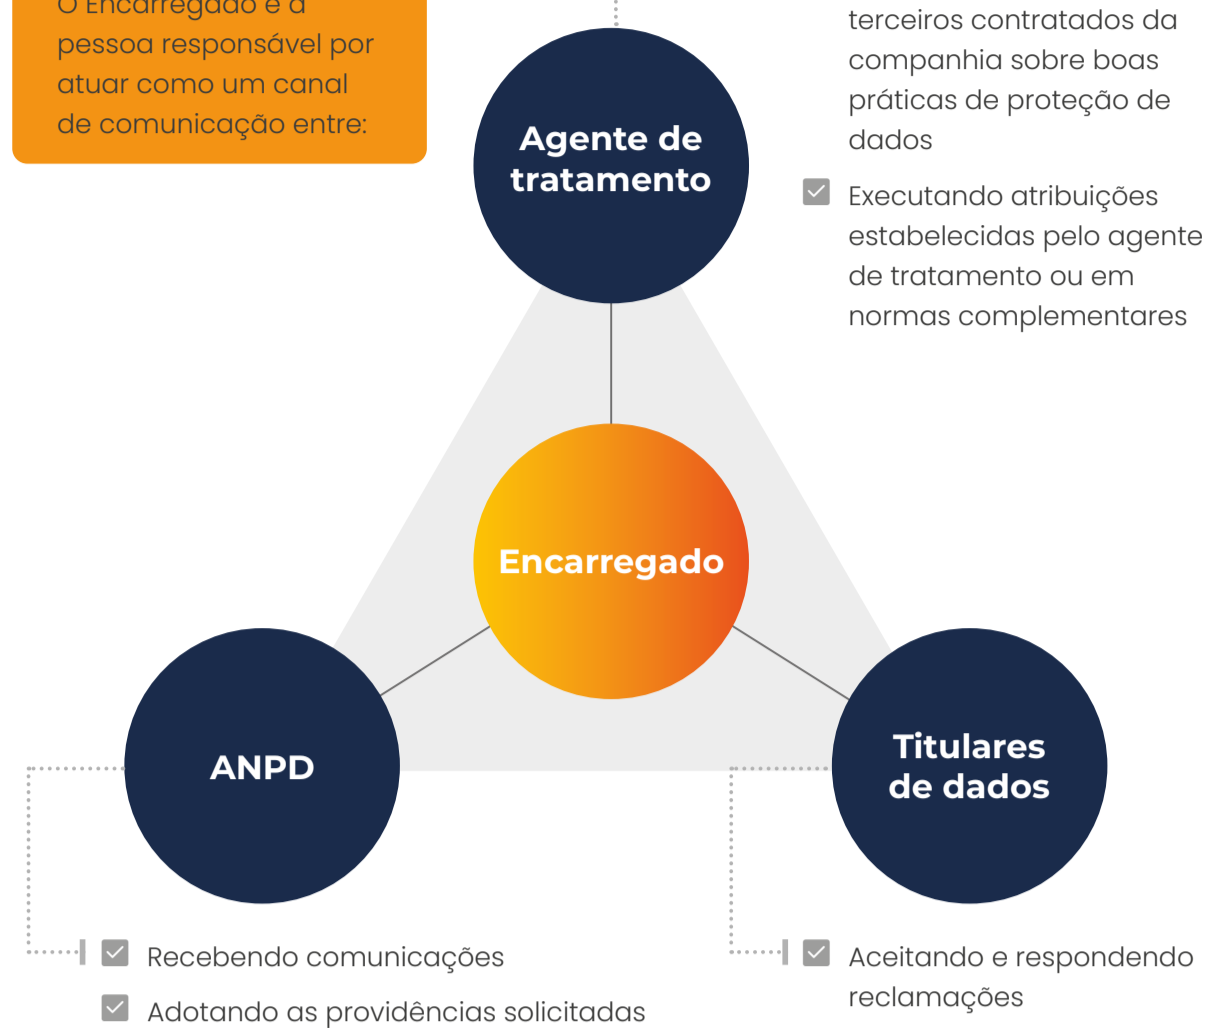 O Encarregado é a
pessoa responsável por
atuar como um canal
de comunicação entre:
terceiros contratados da
companhia sobre boas
práticas de proteção de
dados
Executando atribuições
estabelecidas pelo agente
de tratamento ou em
normas complementares
Agente de
tratamento
Encarregado
ANPD
Titulares
de dados
Recebendo comunicações
Adotando as providências solicitadas
Aceitando e respondendo
reclamações